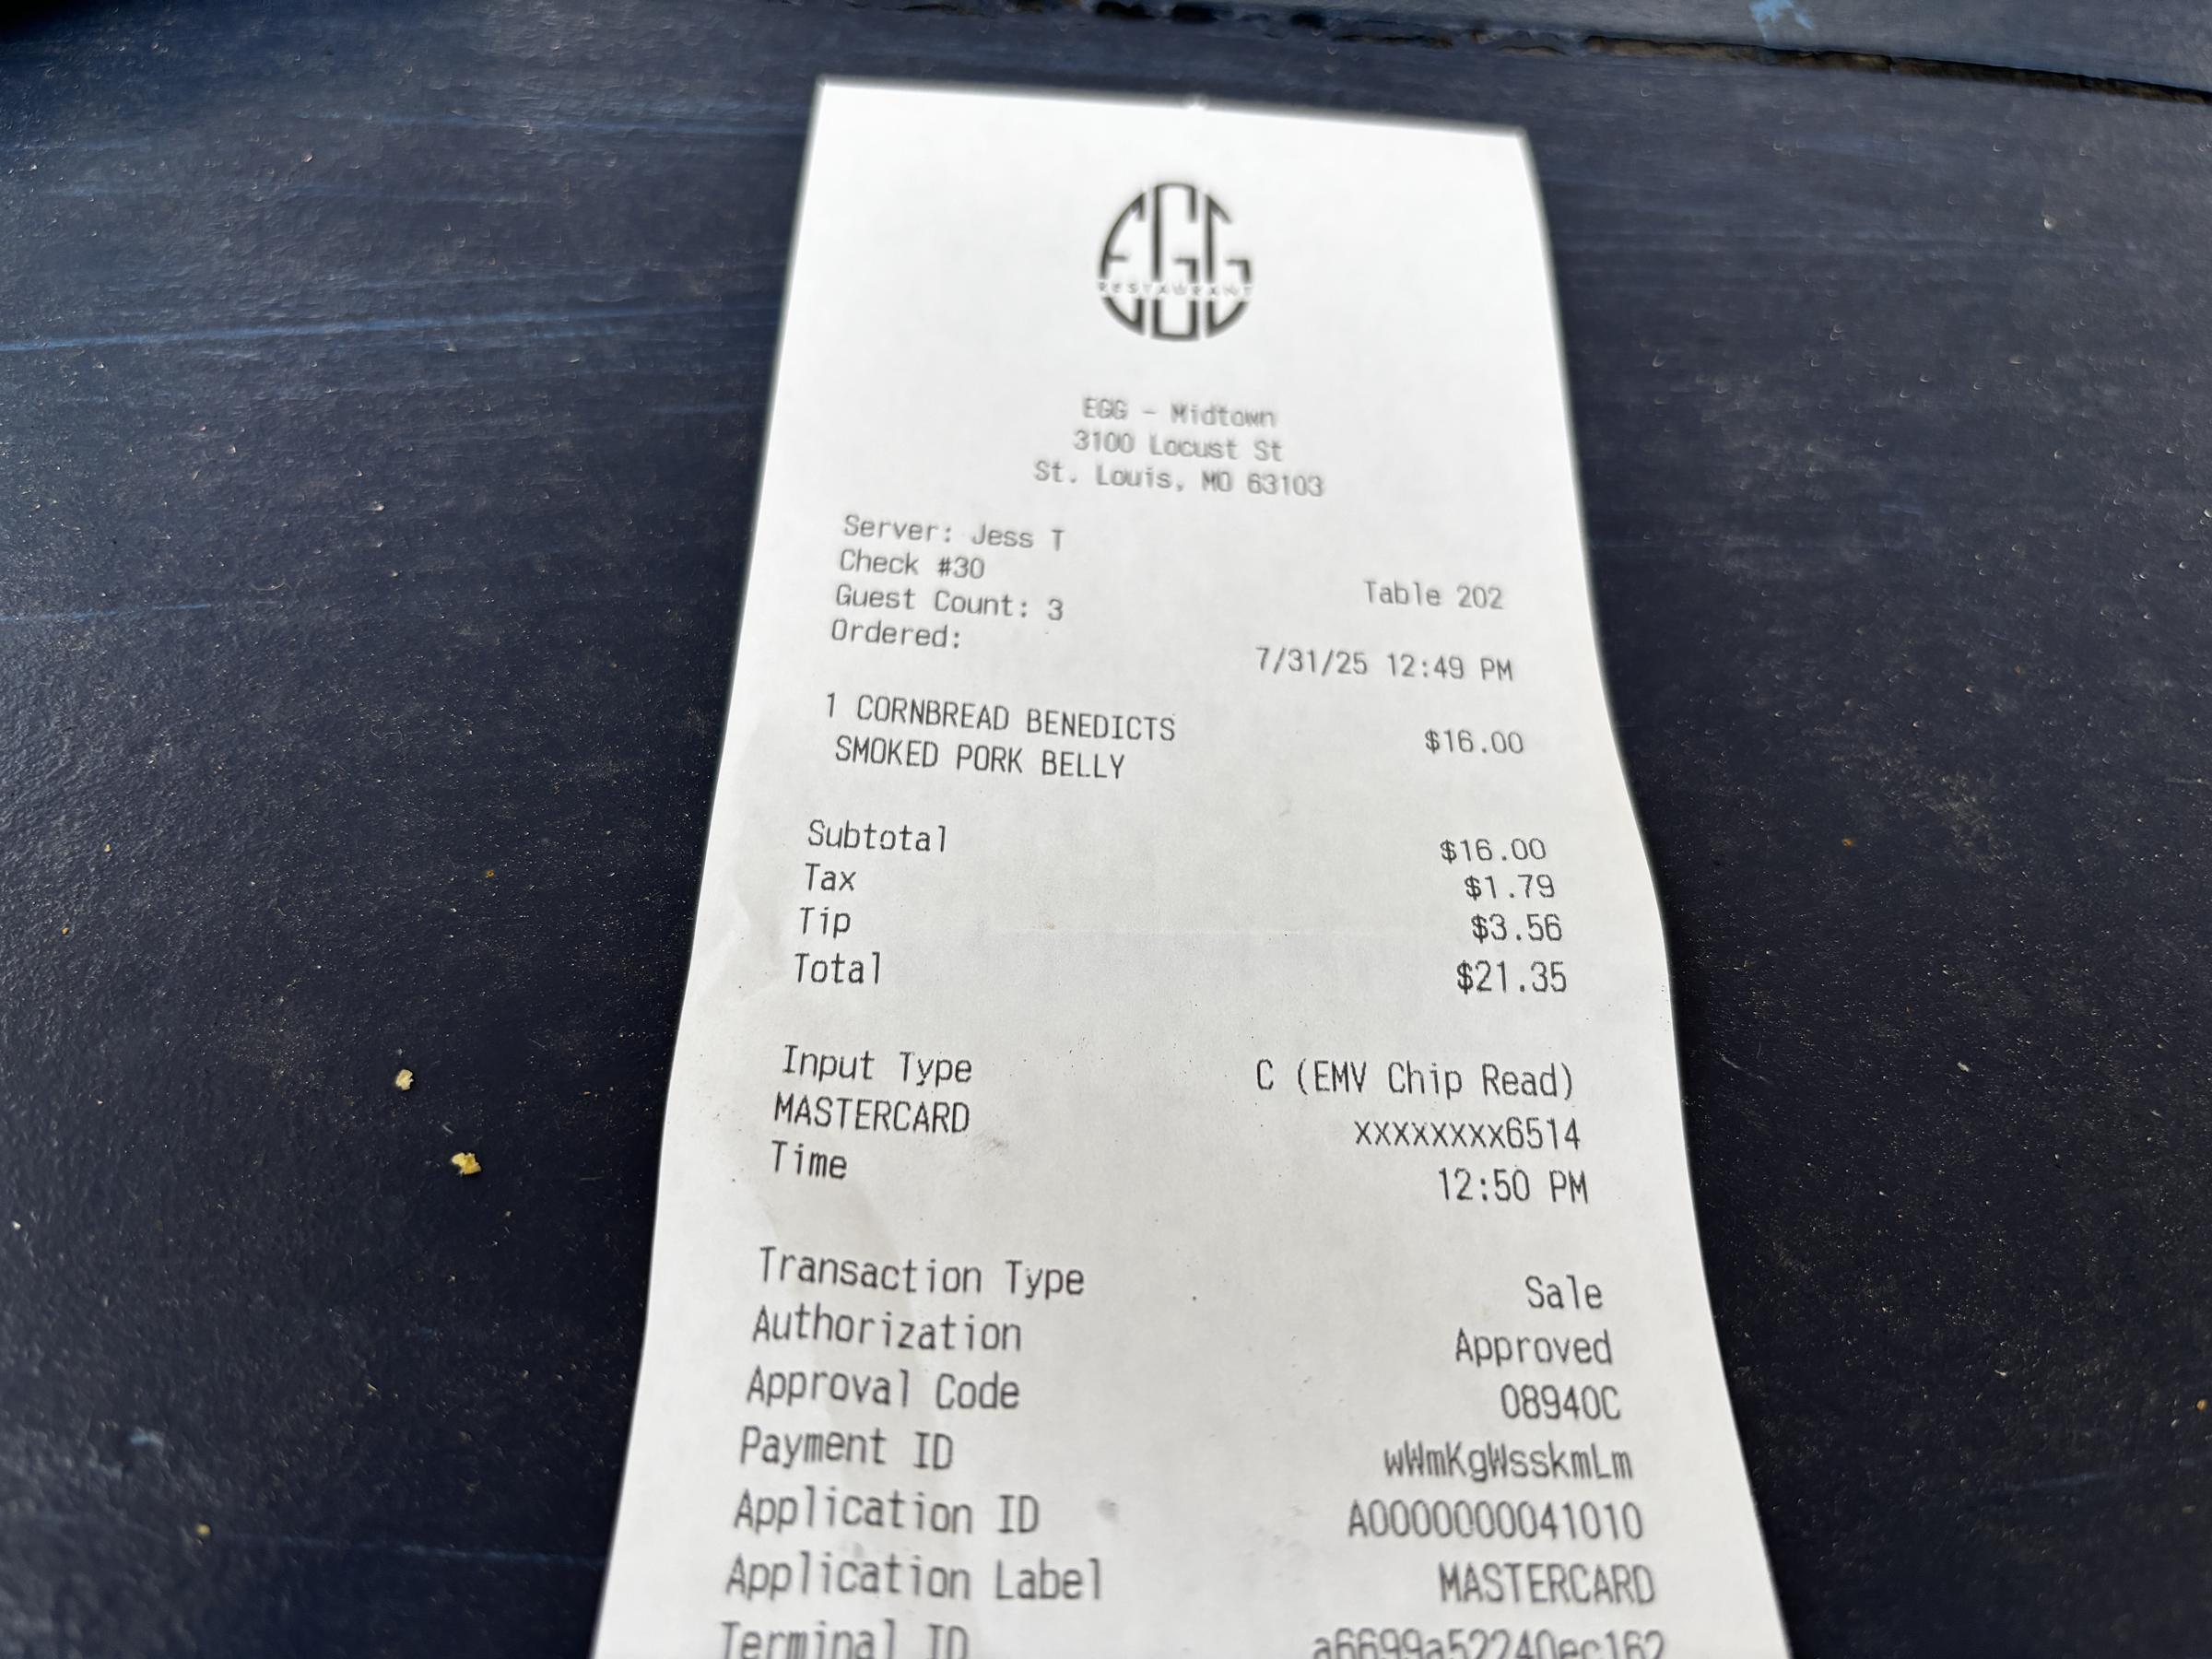 EGG
RESTAURANT
EGG - Midtown
3100 Locust St
St. Louis, MO 63103
Server: Jess T
Check #30
Table 202
Guest Count: 3
Ordered:
7/31/25 12:49 PM
1 CORNBREAD BENEDICTS $16.00
SMOKED PORK BELLY
Subtotal $16.00
Tax $1.79
Tip $3.56
Total $21.35
Input Type C (EMV Chip Read)
MASTERCARD xxxxxxxx6514
Time 12:50 PM
Transaction Type Sale
Authorization Approved
Approval Code 08940C
Payment ID wWmKgWsskmLm
Application ID A0000000041010
Application Label MASTERCARD
Terminal ID a6699a52240ec162